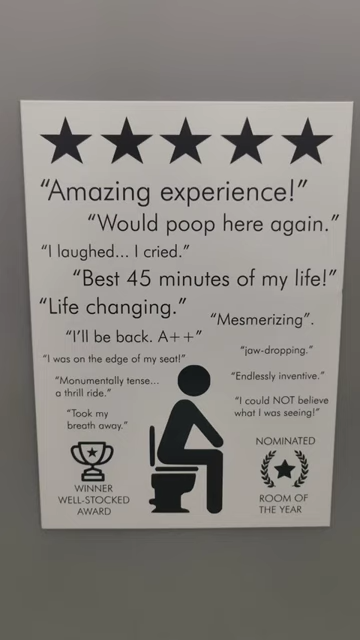 “Amazing experience!”
“Would poop here again.”
“I laughed... I cried.”
“Best 45 minutes of my life!”
“Life changing.”
“Mesmerizing”.
“I’ll be back. A++”
“I was on the edge of my seat!”
“jaw-dropping.”
“Monumentally tense...
a thrill ride.”
“Endlessly inventive.”
“Took my
breath away.”
“I could NOT believe
what I was seeing!”
WINNER
WELL-STOCKED
AWARD
NOMINATED
ROOM OF
THE YEAR